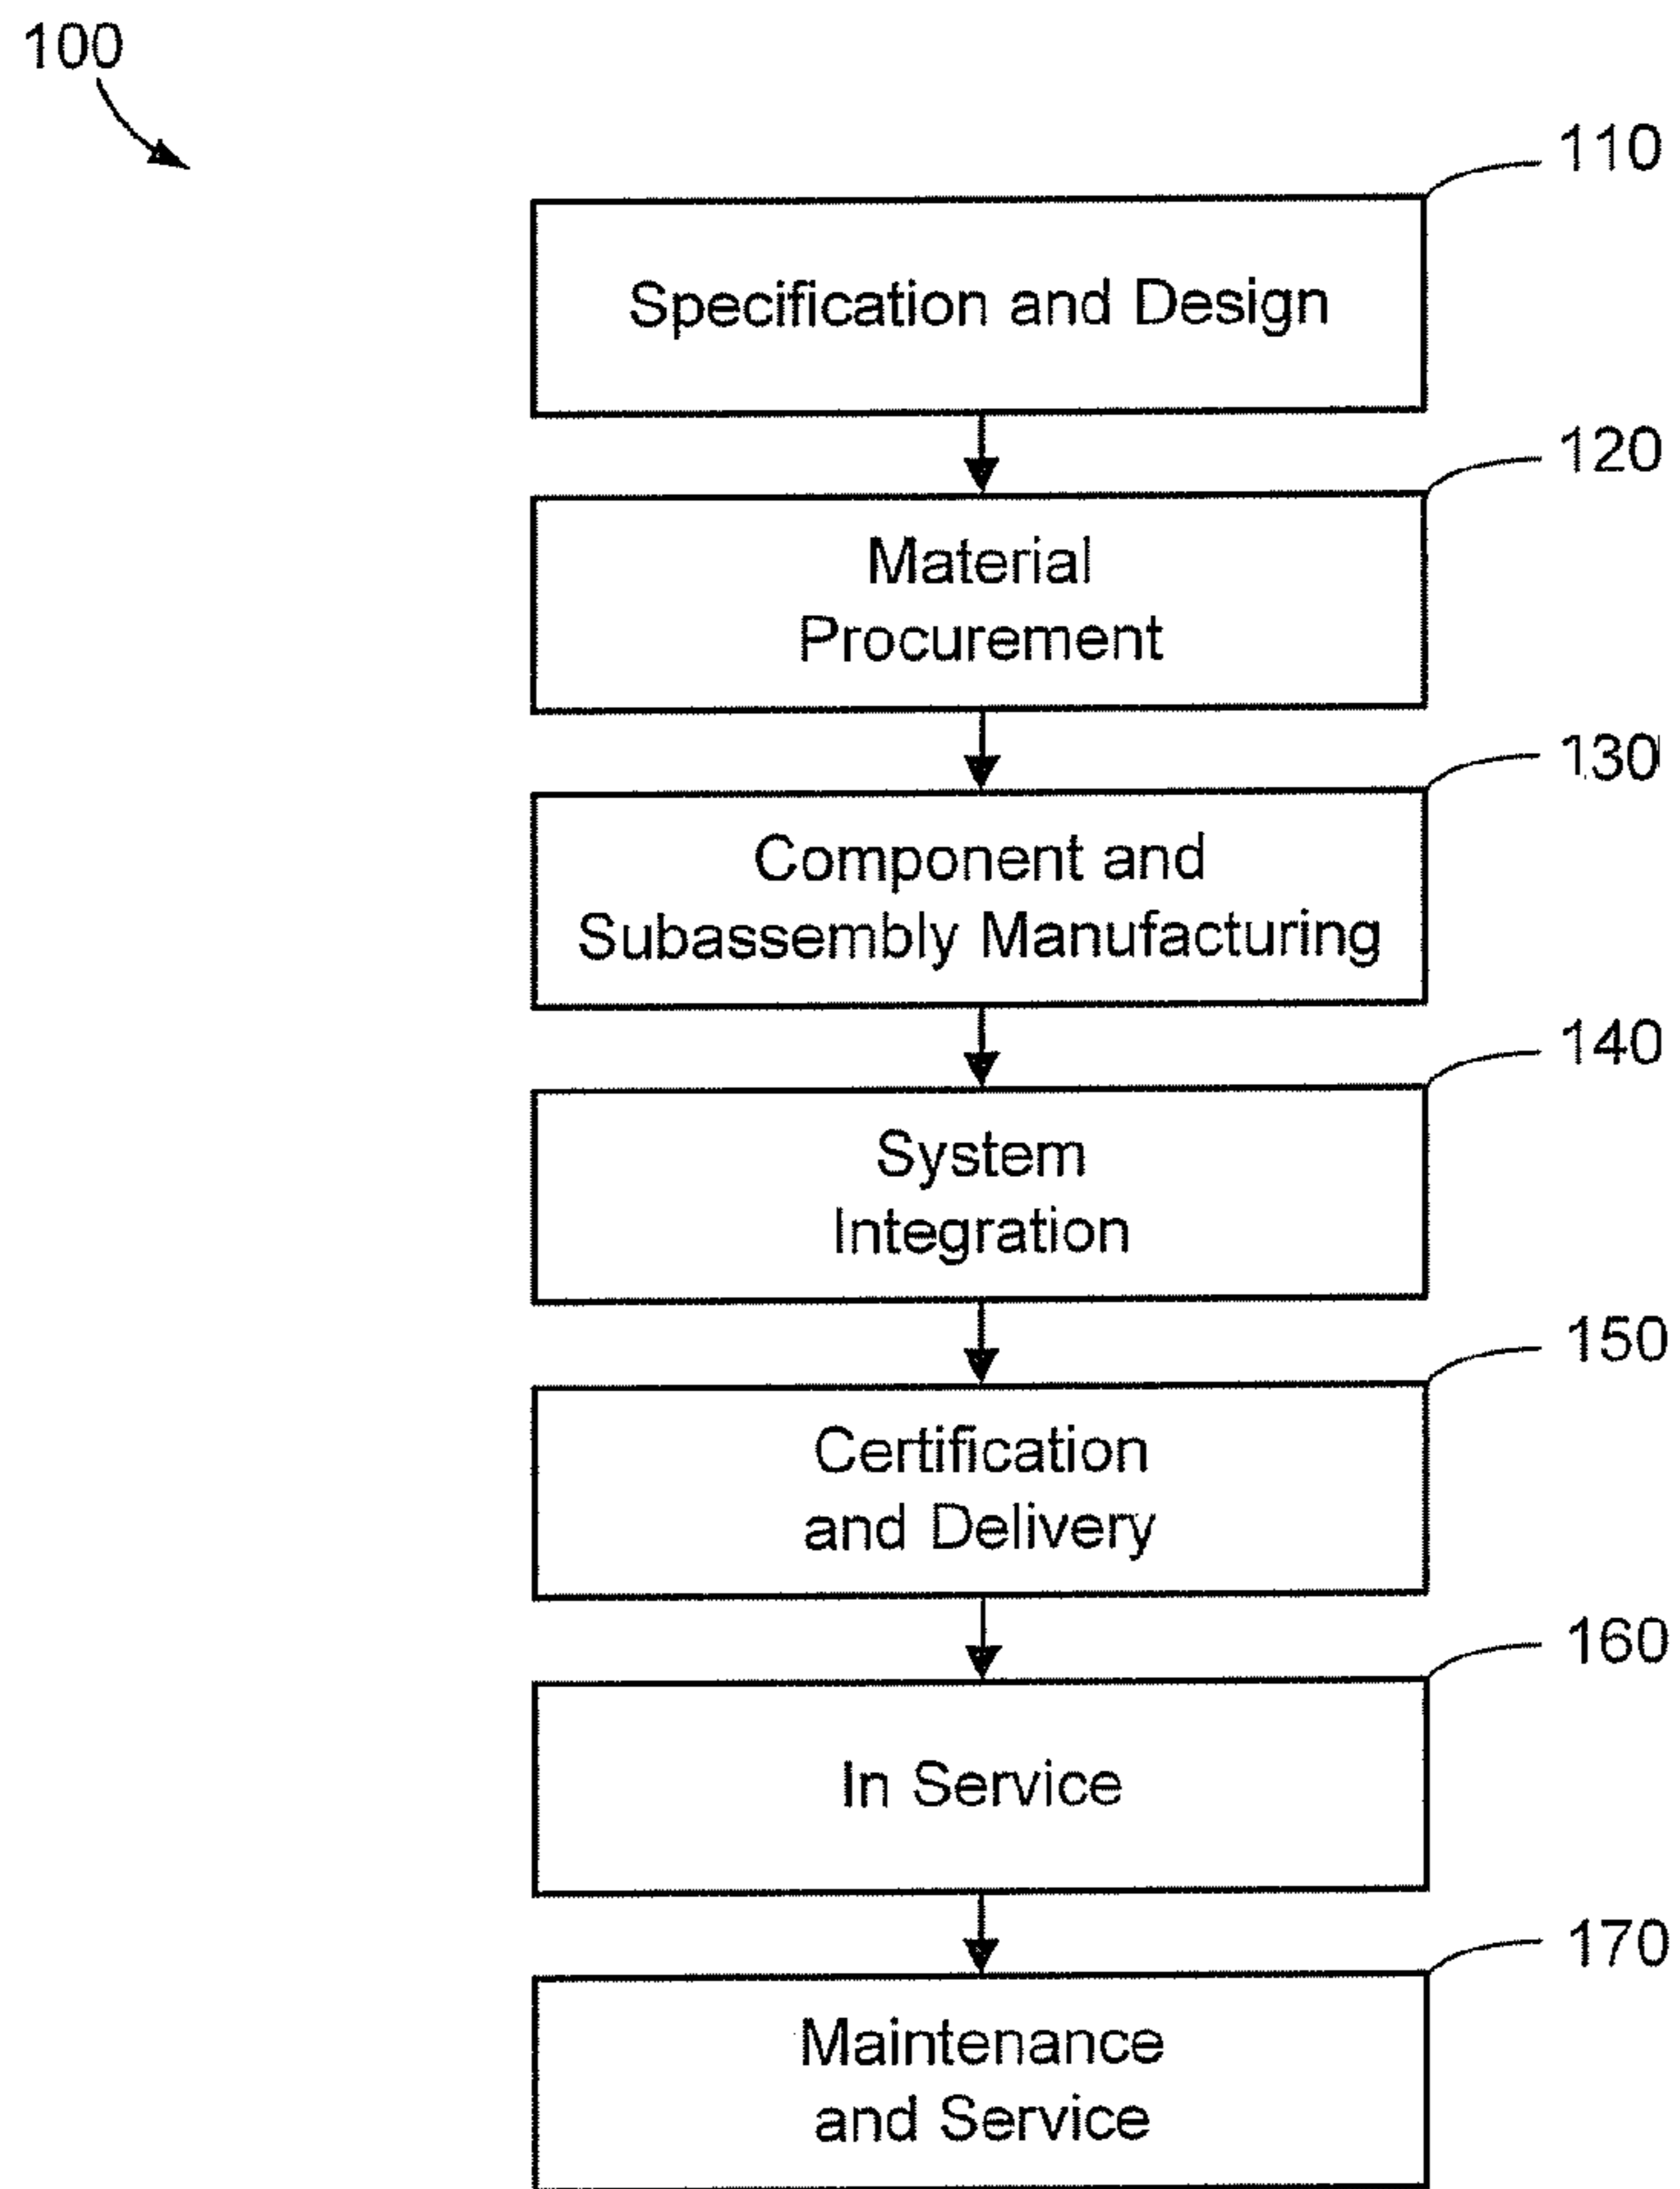 100
110
Specification and Design
120
Material
Procurement
130
Component and
Subassembly Manufacturing
140
System
Integration
150
Certification
and Delivery
160
In Service
170
Maintenance
and Service